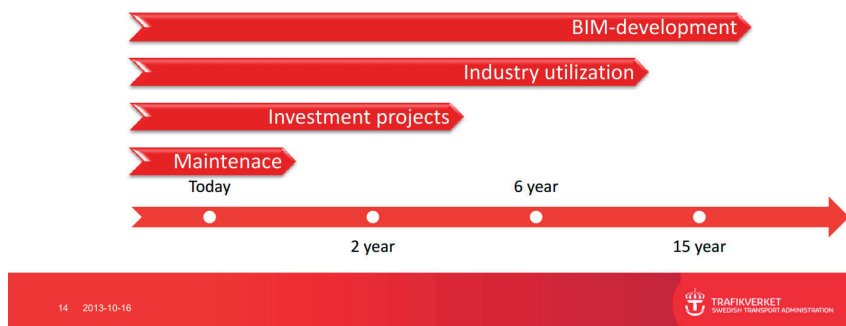 BIM-development
Industry utilization
Investment projects
Maintenace
Today
6 year
2 year
15 year
14 2013-10-16
TRAFIKVERKET
SWEDISH TRANSPORT ADMINISTRATION